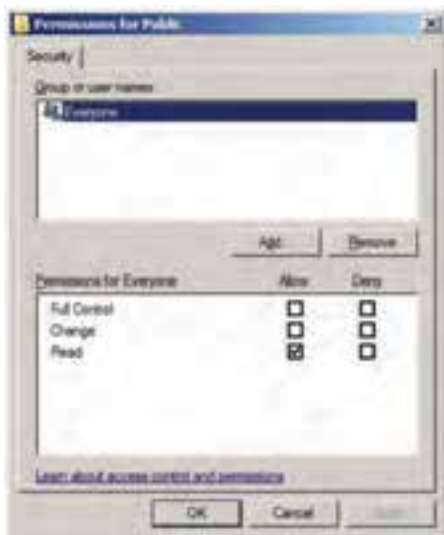 Permissions for Public
Security
Group or user names:
Everyone
Add...
Remove
Permissions for Everyone
Allow
Deny
Full Control
Change
Read
Learn about access control and permissions
OK
Cancel
Apply